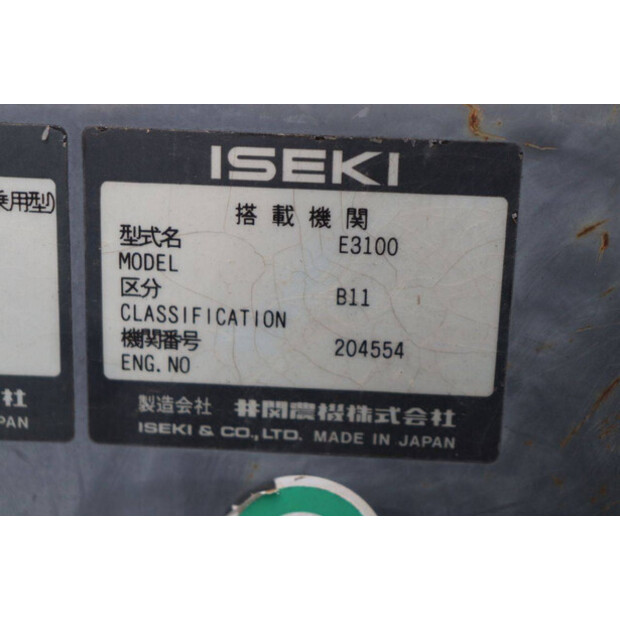 乗用型)
社
PAN
ISEKI
搭載機関
型式名 E3100
MODEL
区分 B11
CLASSIFICATION
機関番号 204554
ENG. NO
製造会社 井関農機株式会社
ISEKI & CO., LTD. MADE IN JAPAN